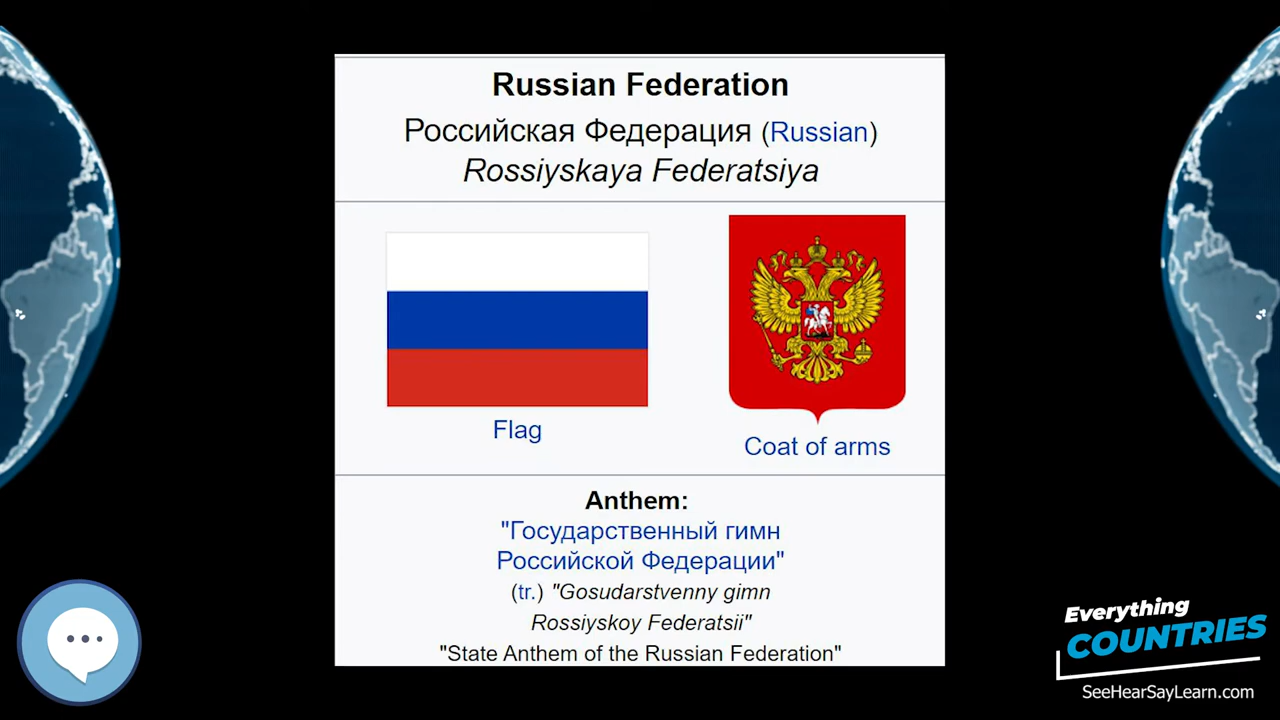 Russian Federation
Российская Федерация (Russian)
Rossiyskaya Federatsiya
Flag
Coat of arms
Anthem:
"Государственный гимн
Российской Федерации"
(tr.) "Gosudarstvenny gimn
Rossiyskoy Federatsii"
"State Anthem of the Russian Federation"
Everything
COUNTRIES
SeeHearSayLearn.com